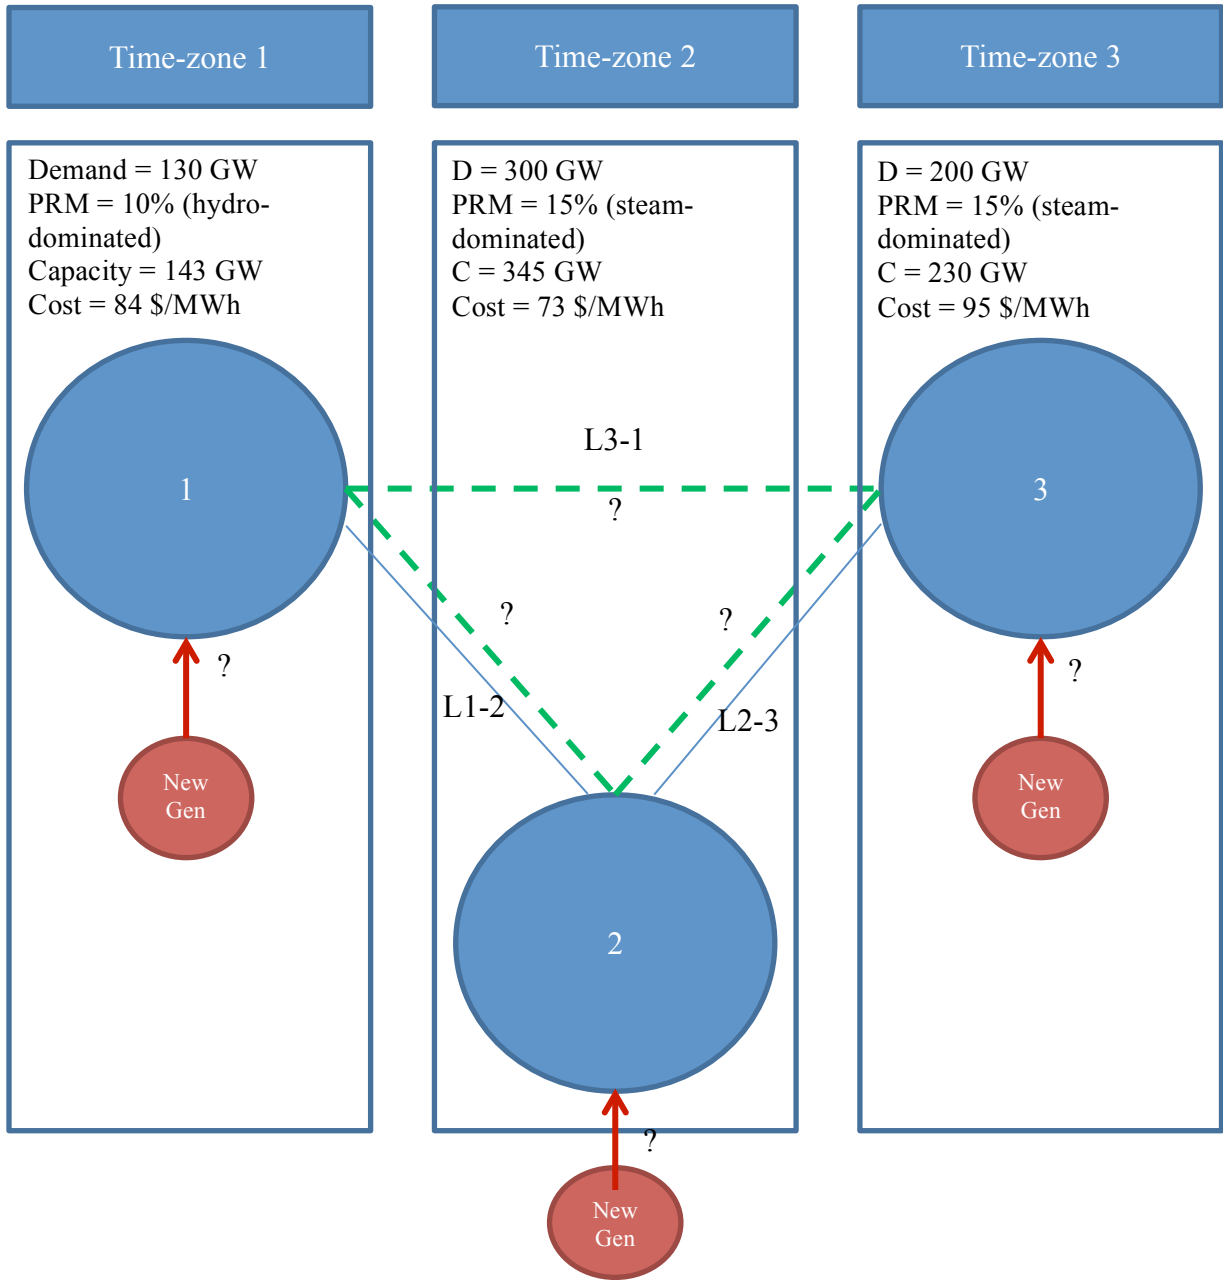 Time-zone 1
Time-zone 2
Time-zone 3
Demand = 130 GW
PRM = 10% (hydro-
dominated)
Capacity = 143 GW
Cost = 84 $/MWh
D = 300 GW
PRM = 15% (steam-
dominated)
C = 345 GW
Cost = 73 $/MWh
D = 200 GW
PRM = 15% (steam-
dominated)
C = 230 GW
Cost = 95 $/MWh
L3-1
?
1
3
?
?
L1-2
L2-3
?
?
New
Gen
New
Gen
2
?
New
Gen